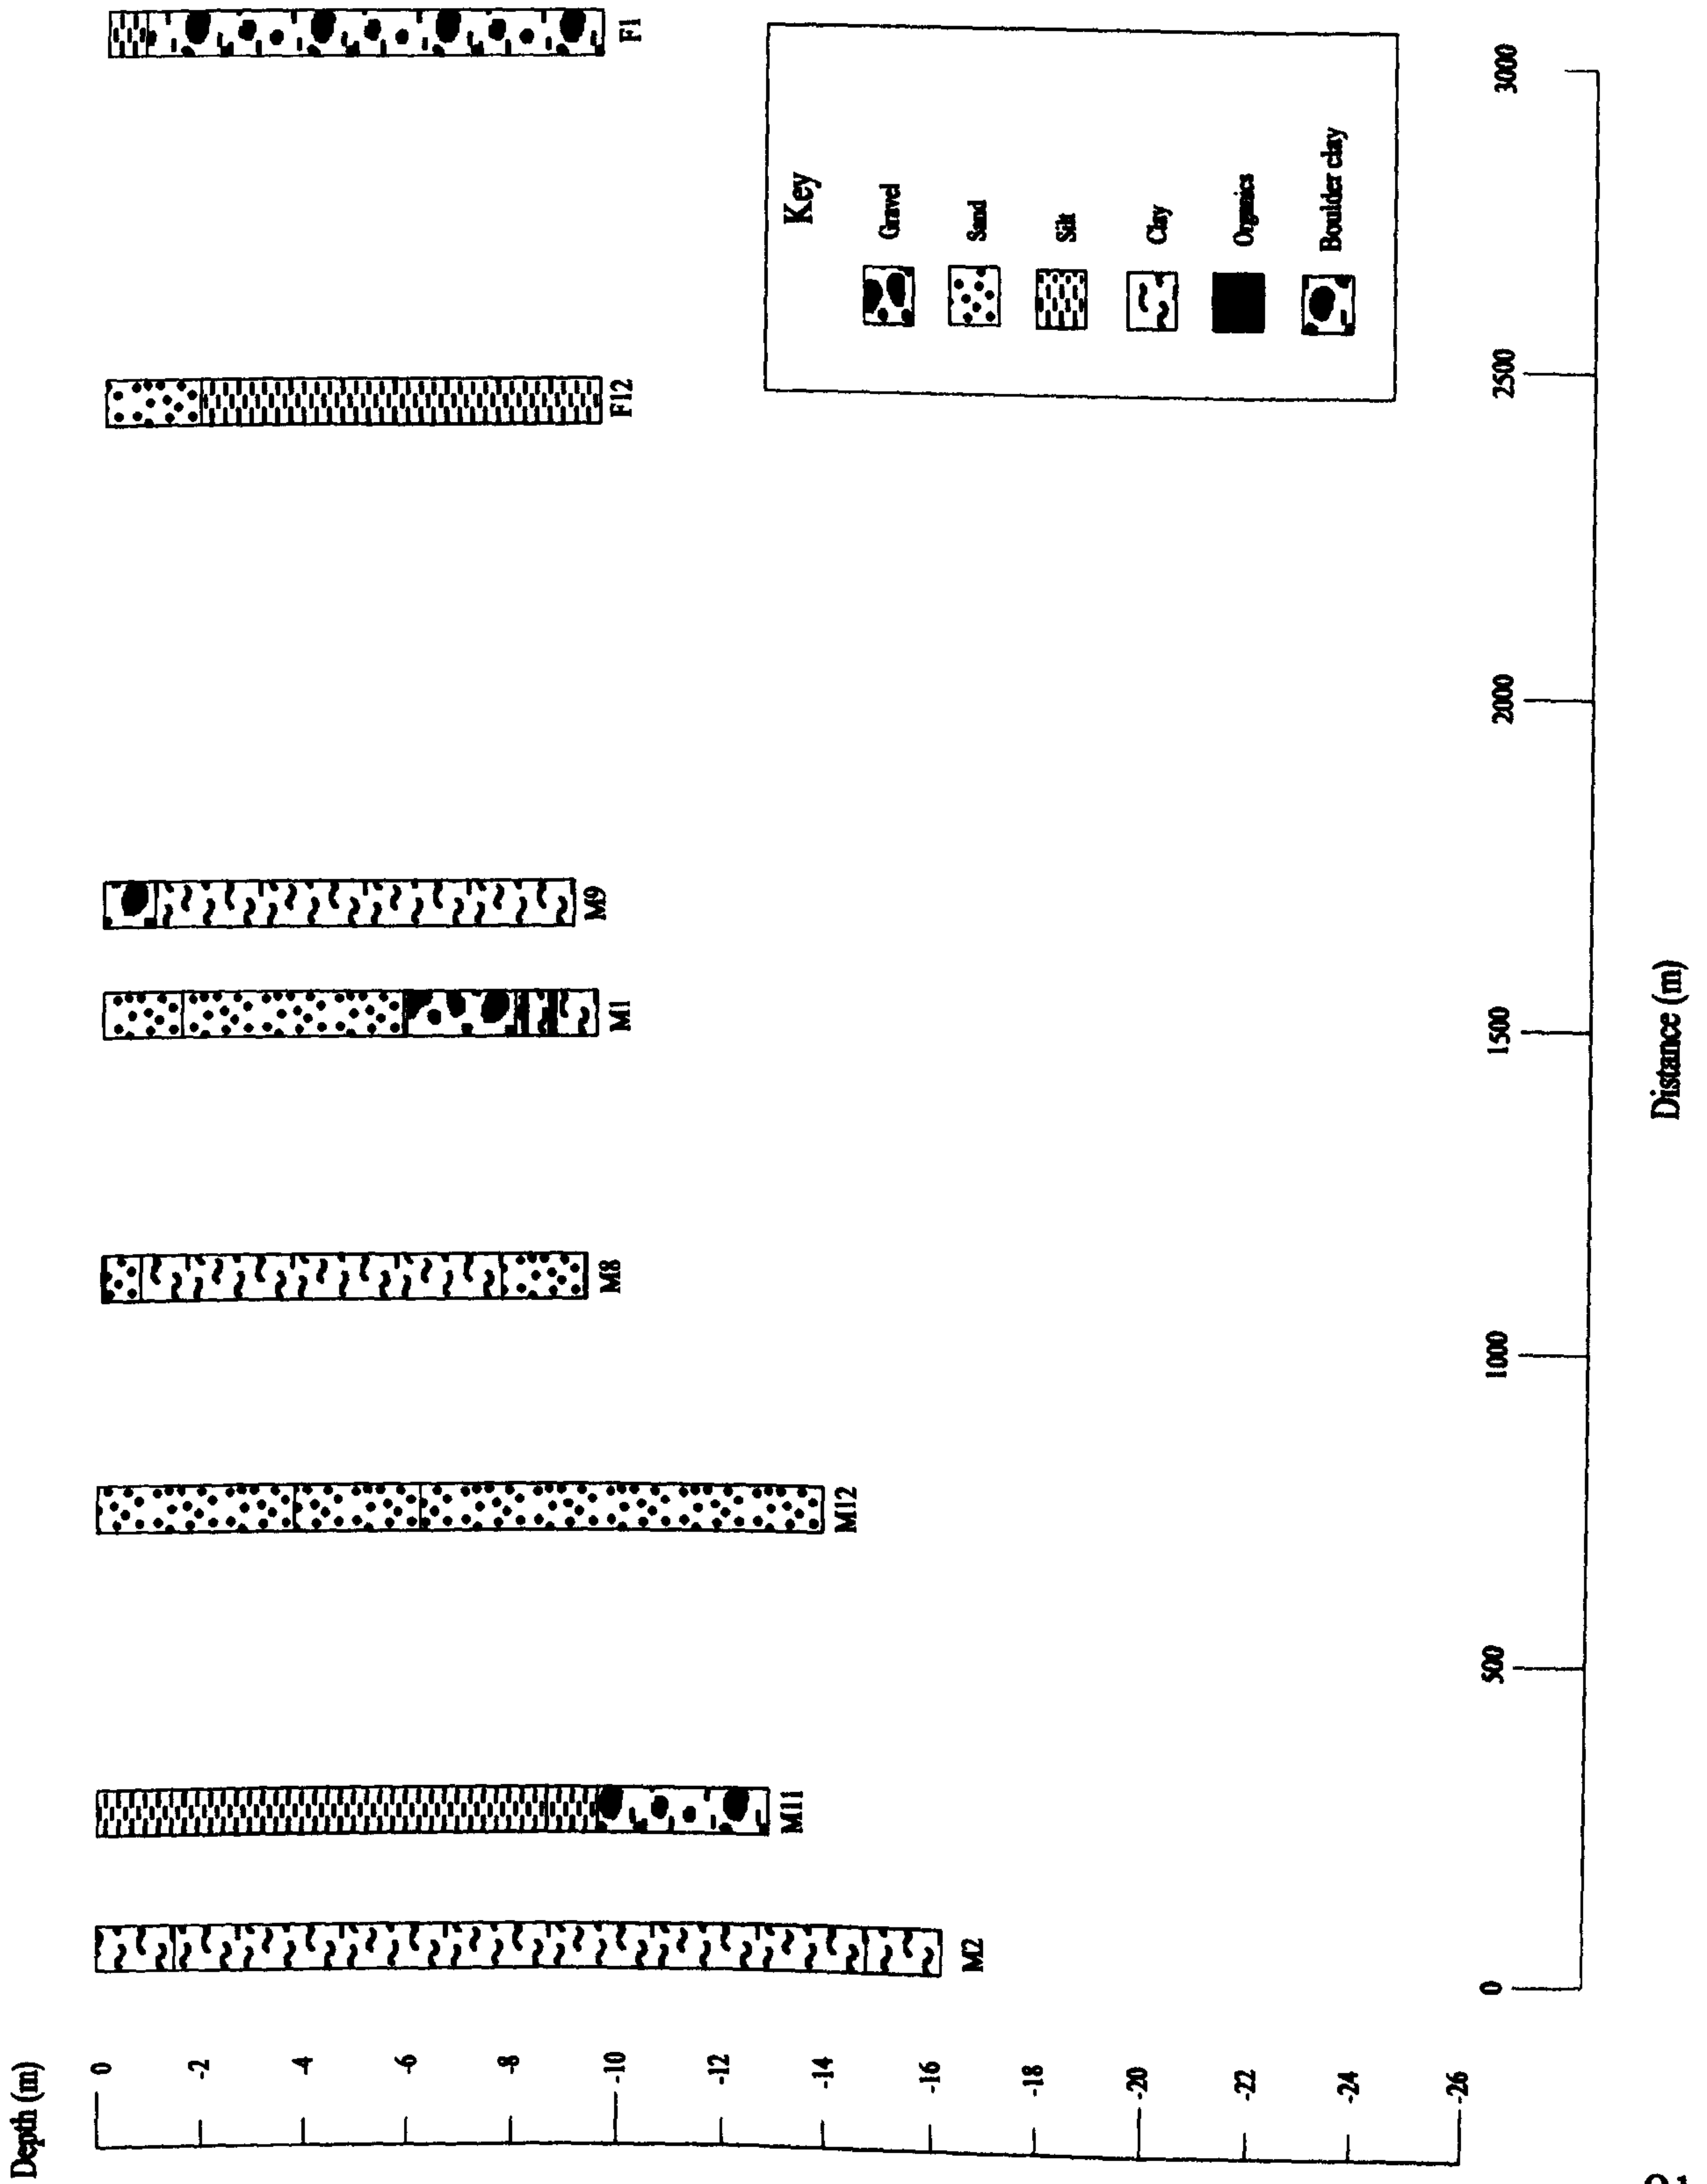 Depth (m)
0
-2
-4
-6
-8
-10
-12
-14
-16
-18
-20
-22
-24
-26
M2
M11
M12
M8
M1
M9
F12
F1
Key
Gravel
Sand
Silt
Clay
Organics
Boulder clay
0
500
1000
1500
2000
2500
3000
Distance (m)